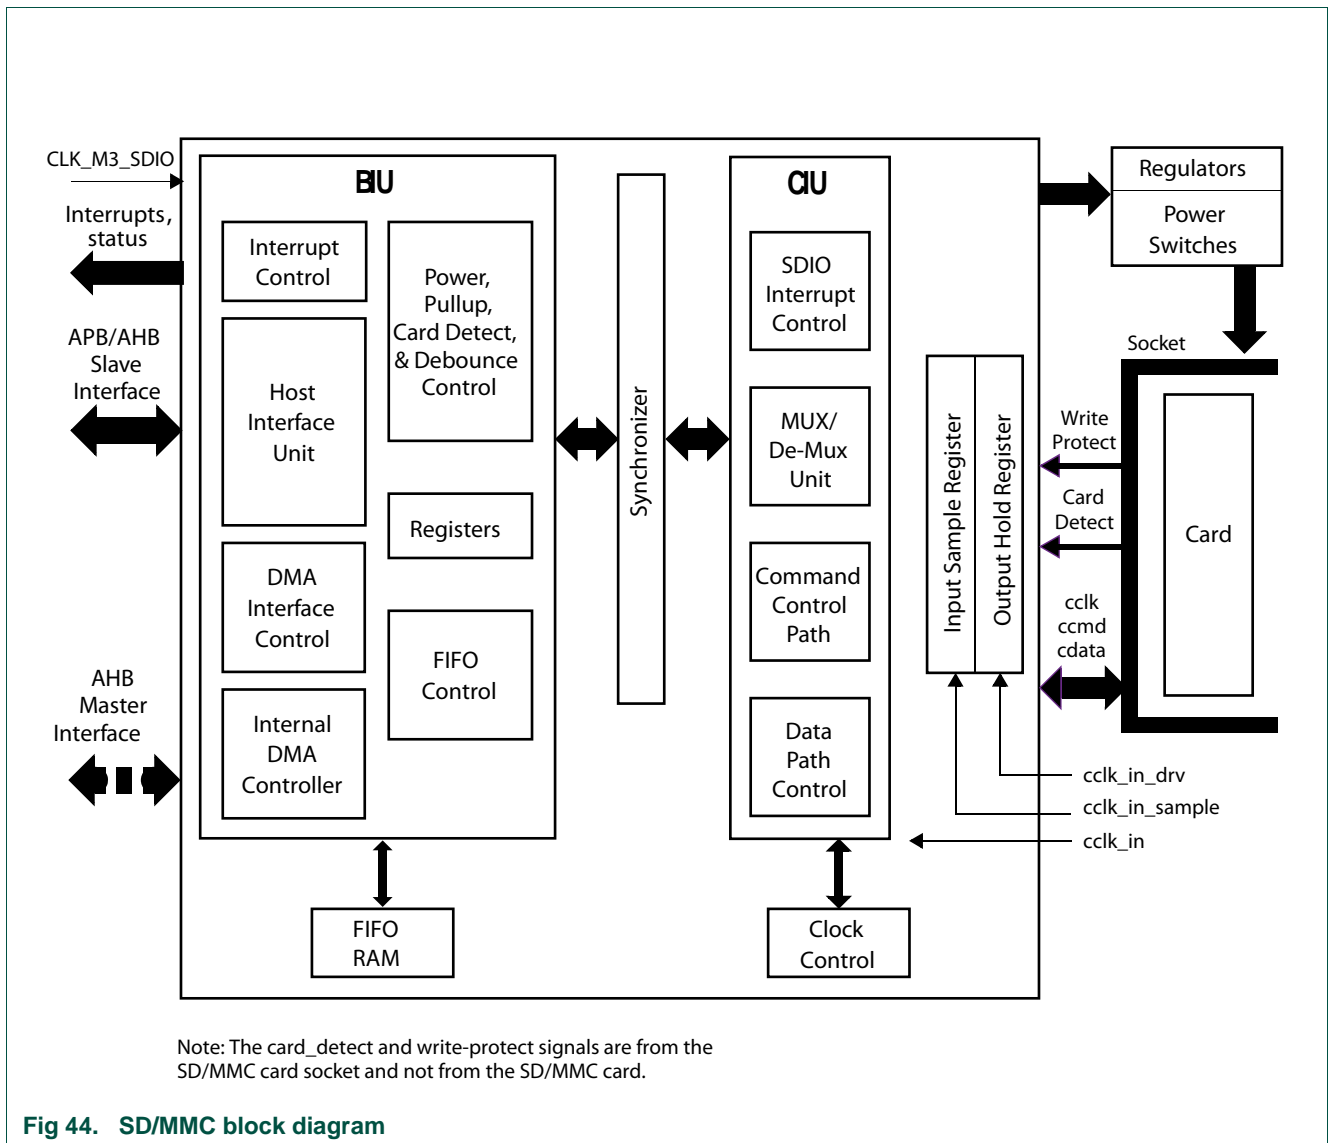 CLK_M3_SDIO
Interrupts,
status
APB/AHB
Slave
Interface
AHB
Master
Interface
BIU
Interrupt
Control
Host
Interface
Unit
DMA
Interface
Control
Internal
DMA
Controller
Power,
Pullup,
Card Detect,
& Debounce
Control
Registers
FIFO
Control
FIFO
RAM
Synchronizer
CIU
SDIO
Interrupt
Control
MUX/
De-Mux
Unit
Command
Control
Path
Data
Path
Control
Clock
Control
Input Sample Register
Output Hold Register
Regulators
Power
Switches
Socket
Write
Protect
Card
Detect
cclk
ccmd
cdata
Card
cclk_in_drv
cclk_in_sample
cclk_in
Note: The card_detect and write-protect signals are from the
SD/MMC card socket and not from the SD/MMC card.
Fig 44. SD/MMC block diagram